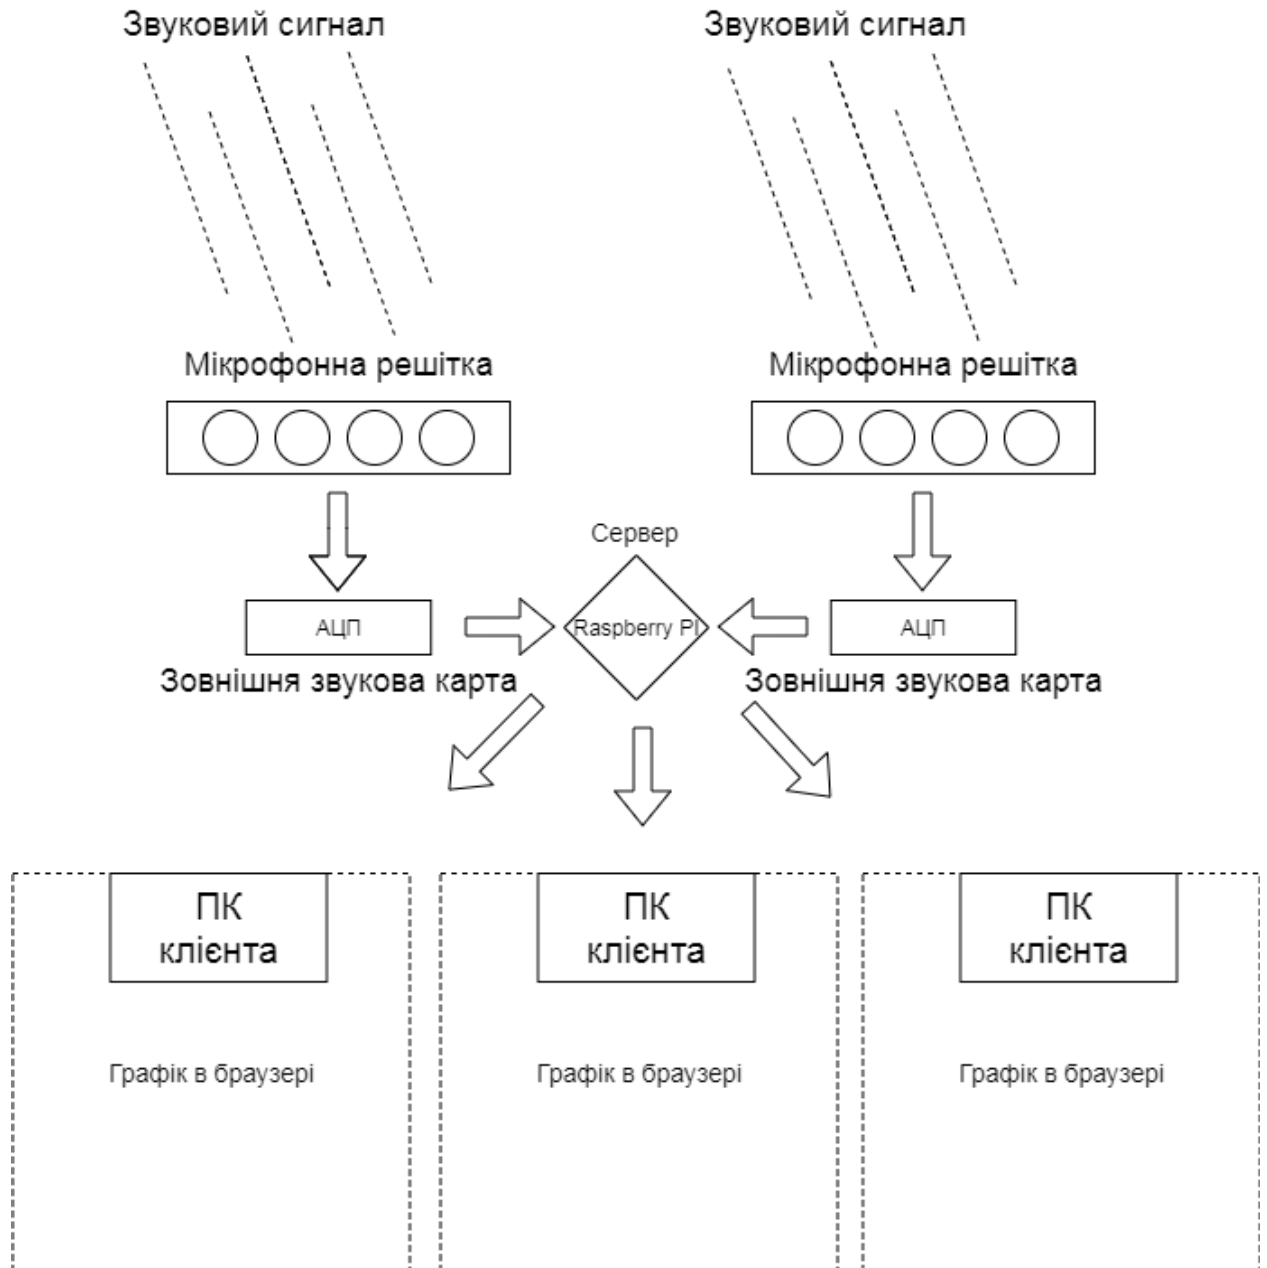 Звуковий сигнал
Звуковий сигнал
Мікрофонна решітка
Мікрофонна решітка
Сервер
АЦП
Raspberry PI
АЦП
Зовнішня звукова карта
Зовнішня звукова карта
ПК
клієнта
ПК
клієнта
ПК
клієнта
Графік в браузері
Графік в браузері
Графік в браузері